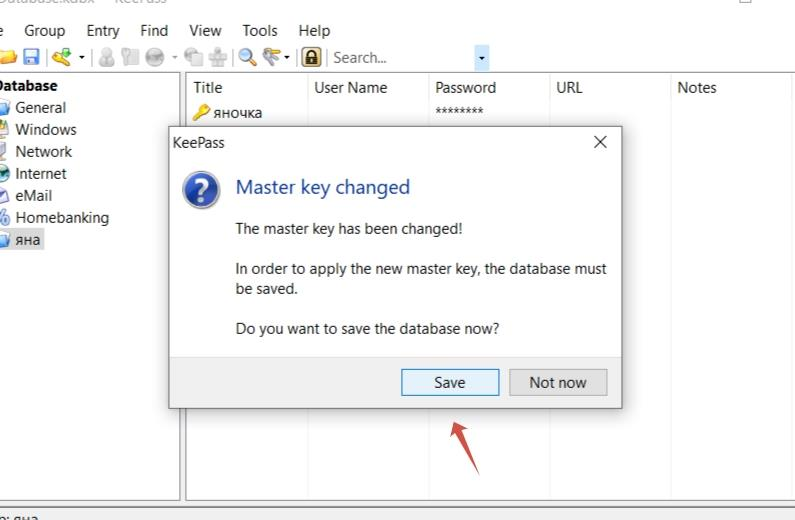 Group Entry Find View Tools Help
Search...
Database
General
Windows
Network
Internet
eMail
Homebanking
яна
Title User Name Password URL Notes
яночка ********
KeePass
Master key changed
The master key has been changed!
In order to apply the new master key, the database must
be saved.
Do you want to save the database now?
Save Not now